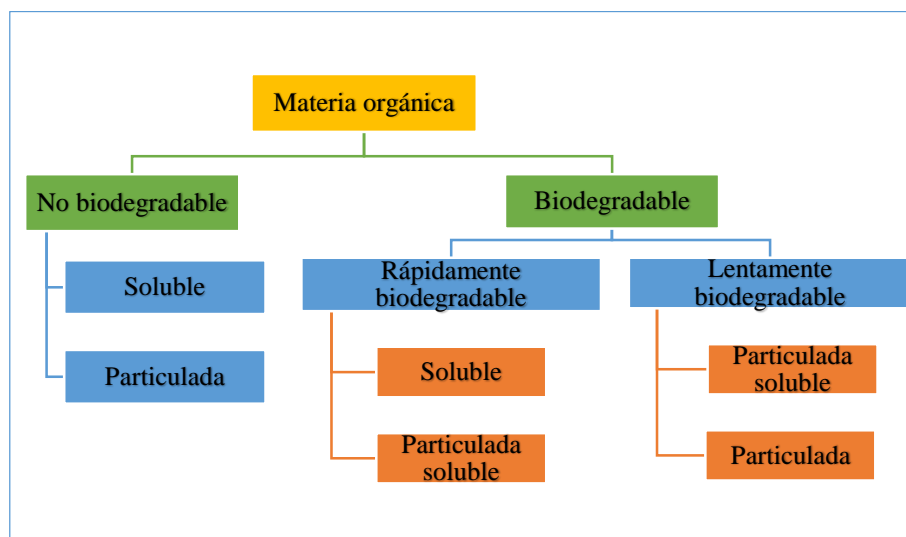 Materia orgánica
No biodegradable
Soluble
Particulada
Biodegradable
Rápidamente
biodegradable
Soluble
Particulada
soluble
Lentamente
biodegradable
Particulada
soluble
Particulada